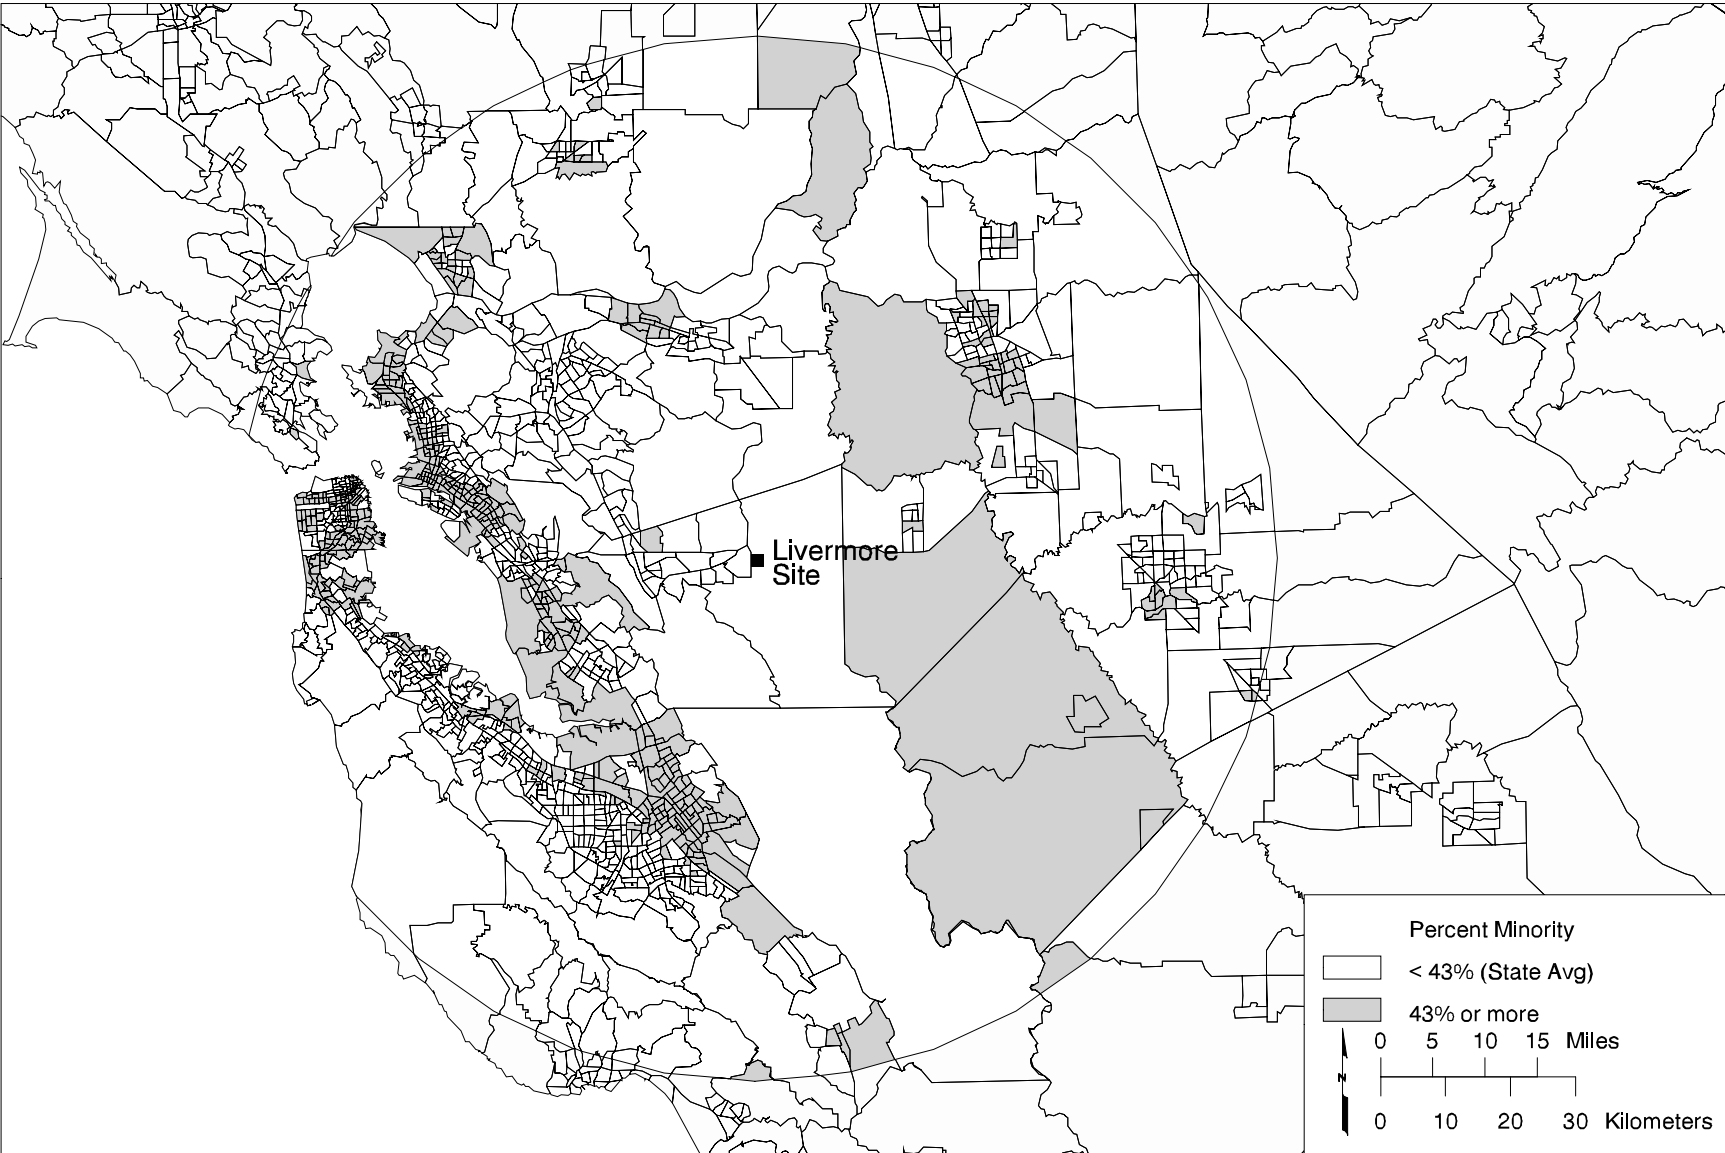 Livermore
Site
Percent Minority
< 43% (State Avg)
43% or more
0 5 10 15 Miles
N
0 10 20 30 Kilometers